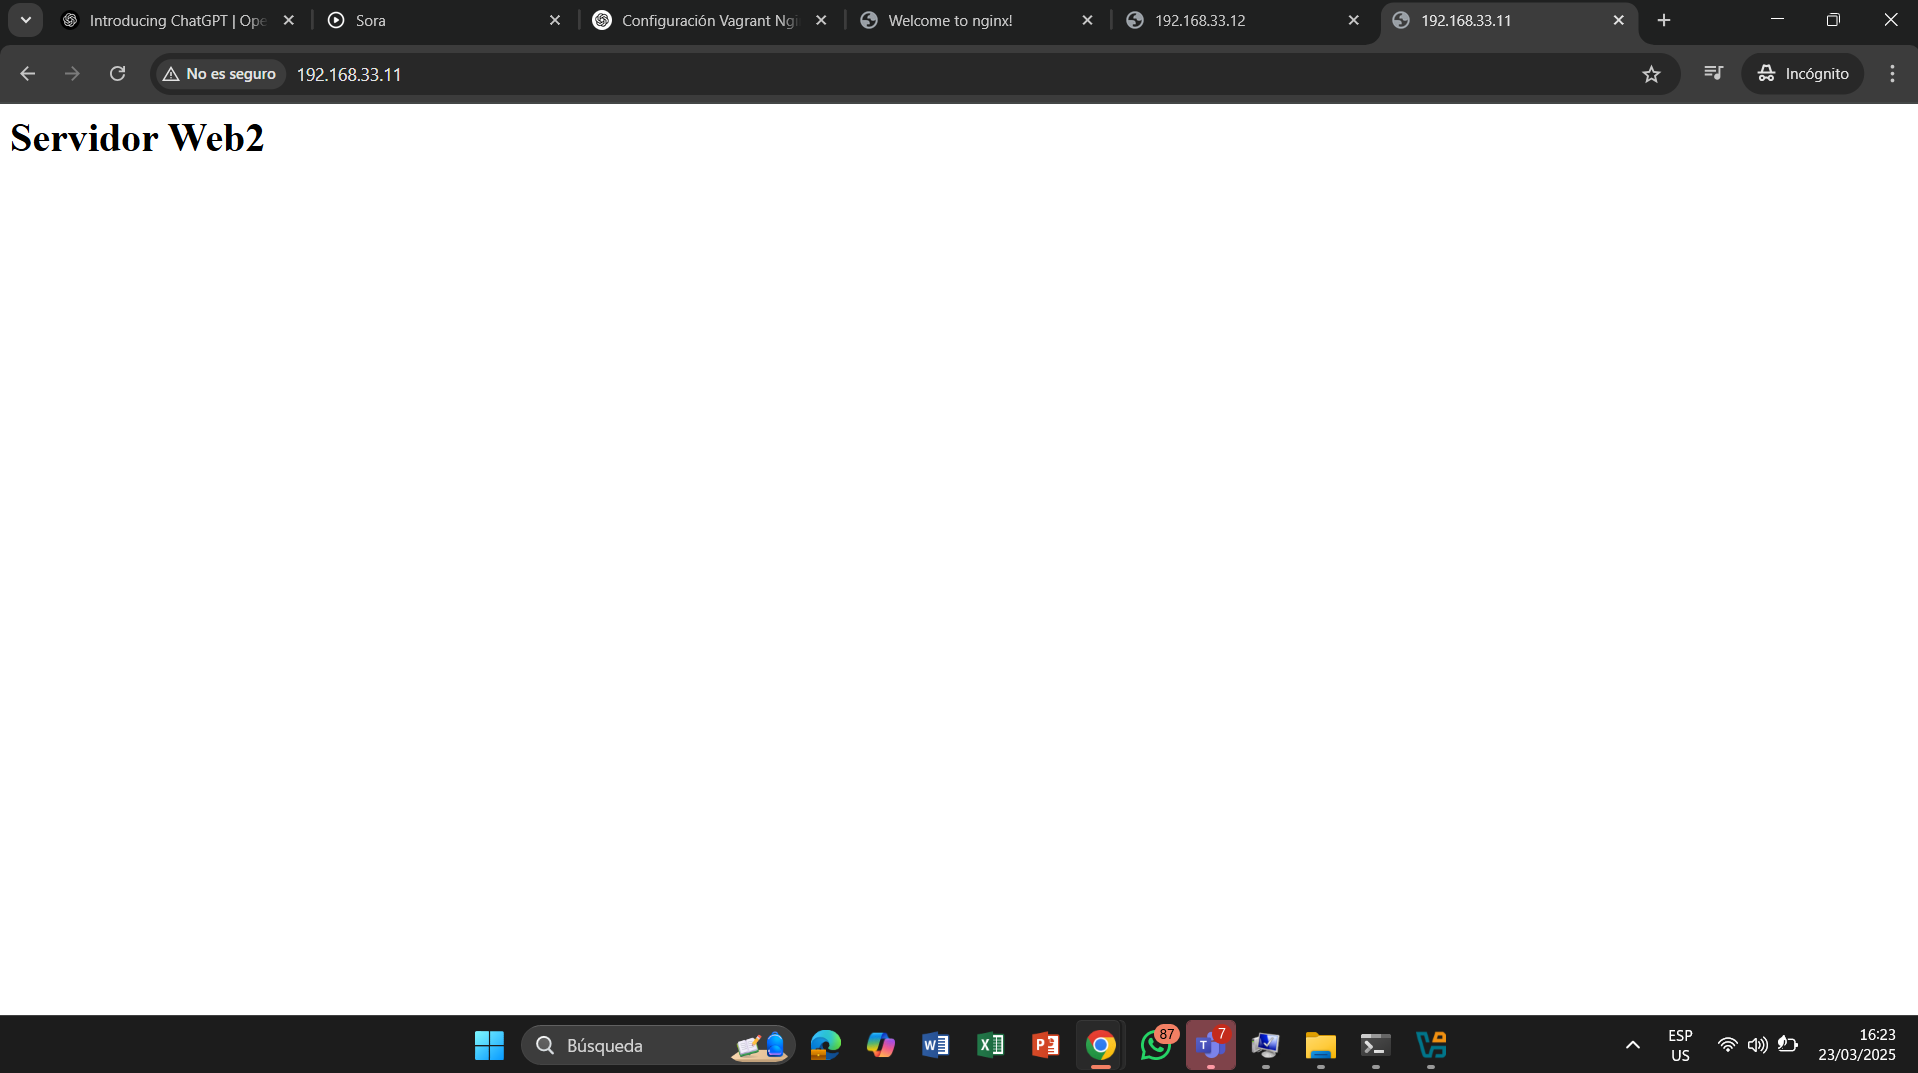 Introducing ChatGPT | Ope
Sora
Configuración Vagrant Ngi
Welcome to nginx!
192.168.33.12
192.168.33.11
No es seguro
192.168.33.11
Incógnito
Servidor Web2
Búsqueda
87
7
ESP
US
16:23
23/03/2025